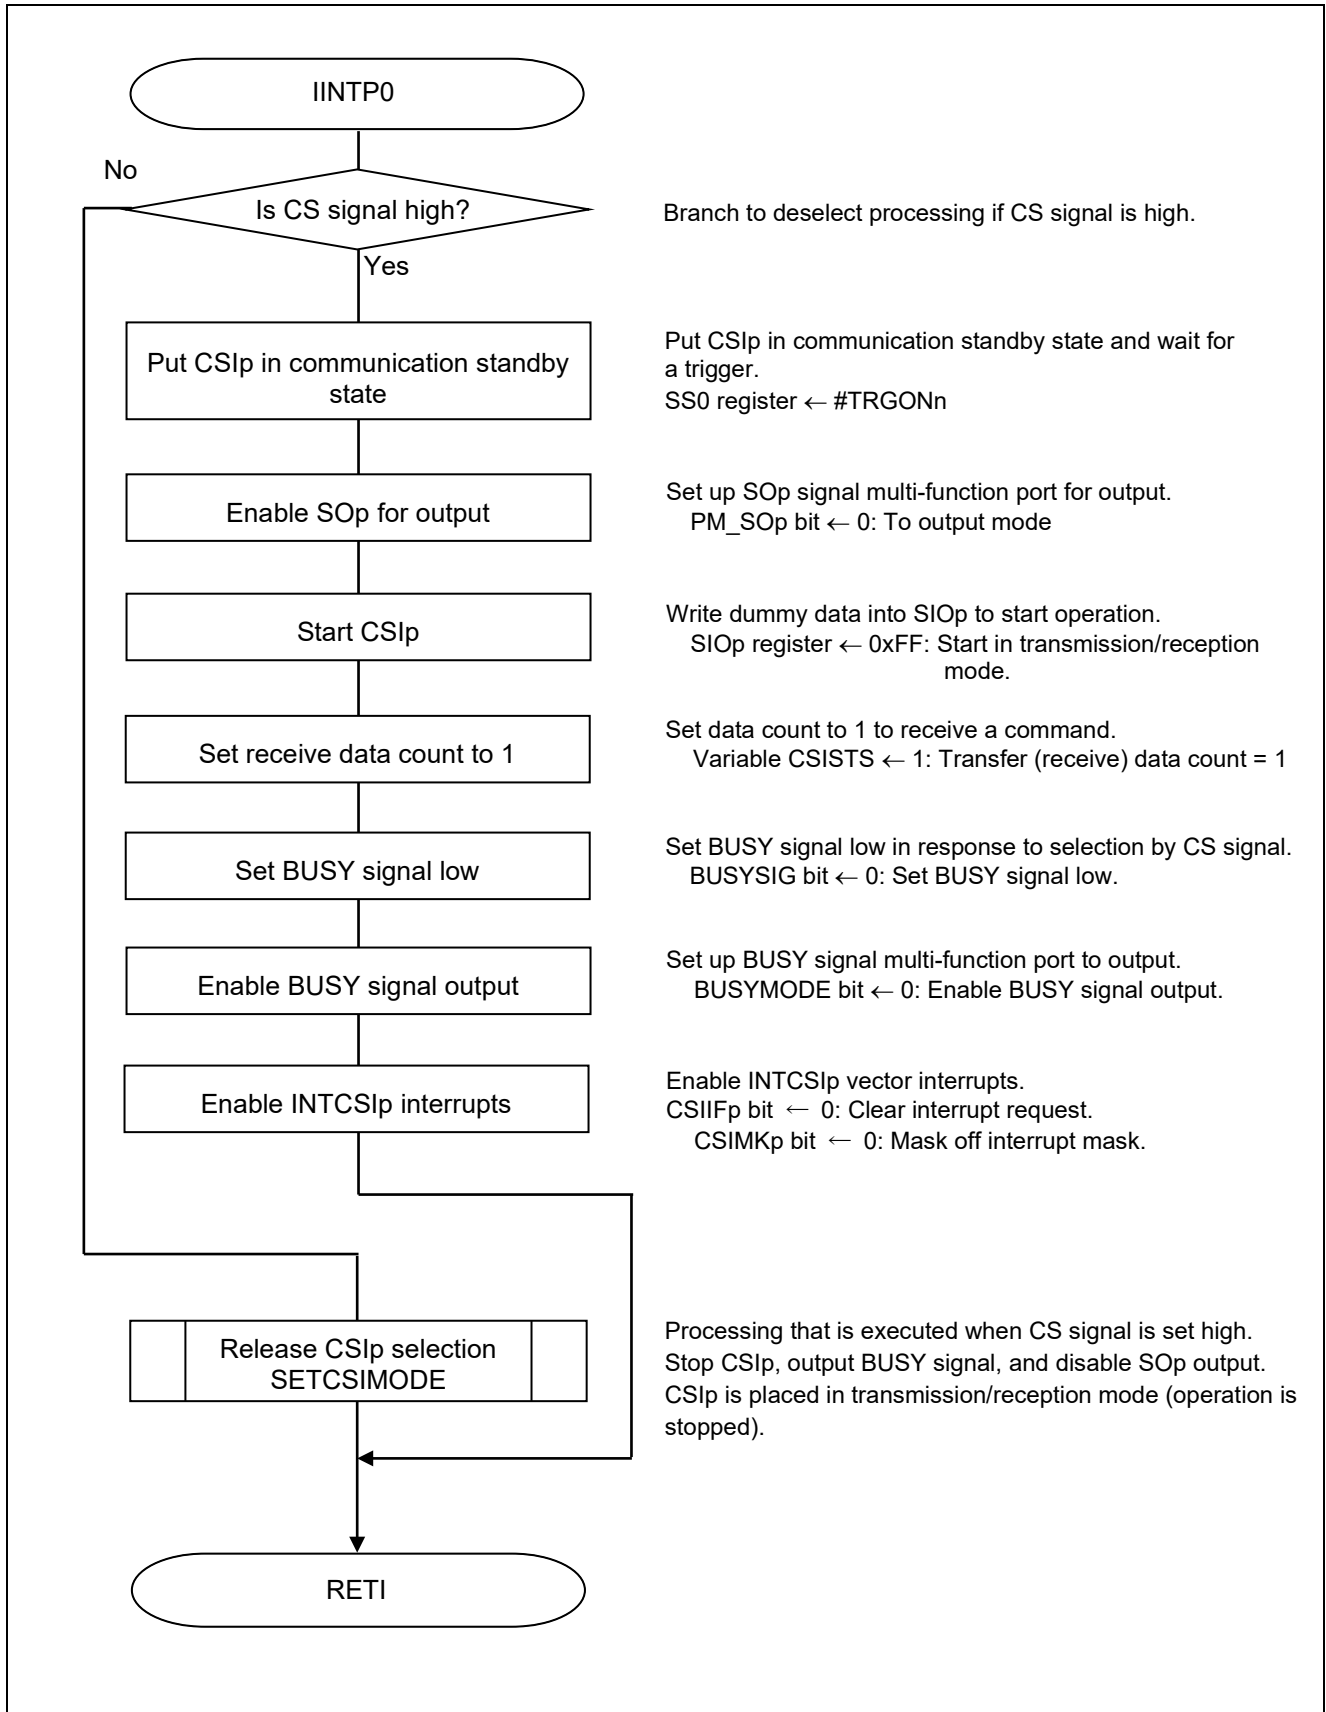 IINTP0
No
Is CS signal high?
Branch to deselect processing if CS signal is high.
Yes
Put CSIp in communication standby
state
Put CSIp in communication standby state and wait for
a trigger.
SS0 register ← #TRGONn
Enable SOp for output
Set up SOp signal multi-function port for output.
PM_SOp bit ← 0: To output mode
Start CSIp
Write dummy data into SIOp to start operation.
SIOp register ← 0xFF: Start in transmission/reception
mode.
Set receive data count to 1
Set data count to 1 to receive a command.
Variable CSISTS ← 1: Transfer (receive) data count = 1
Set BUSY signal low
Set BUSY signal low in response to selection by CS signal.
BUSYSIG bit ← 0: Set BUSY signal low.
Enable BUSY signal output
Set up BUSY signal multi-function port to output.
BUSYMODE bit ← 0: Enable BUSY signal output.
Enable INTCSIp interrupts
Enable INTCSIp vector interrupts.
CSIIFp bit ← 0: Clear interrupt request.
CSIMKp bit ← 0: Mask off interrupt mask.
Release CSIp selection
SETCSIMODE
Processing that is executed when CS signal is set high.
Stop CSIp, output BUSY signal, and disable SOp output.
CSIp is placed in transmission/reception mode (operation is
stopped).
RETI